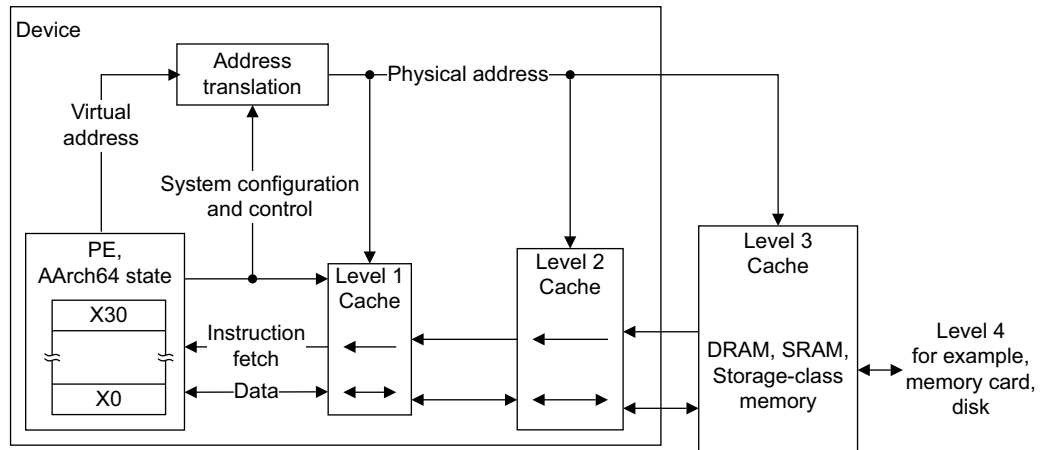 Device
Address
translation
Physical address
Virtual
address
System configuration
and control
PE,
AArch64 state
X30
X0
Instruction
fetch
Data
Level 1
Cache
Level 2
Cache
Level 3
Cache
DRAM, SRAM,
Storage-class
memory
Level 4
for example,
memory card,
disk